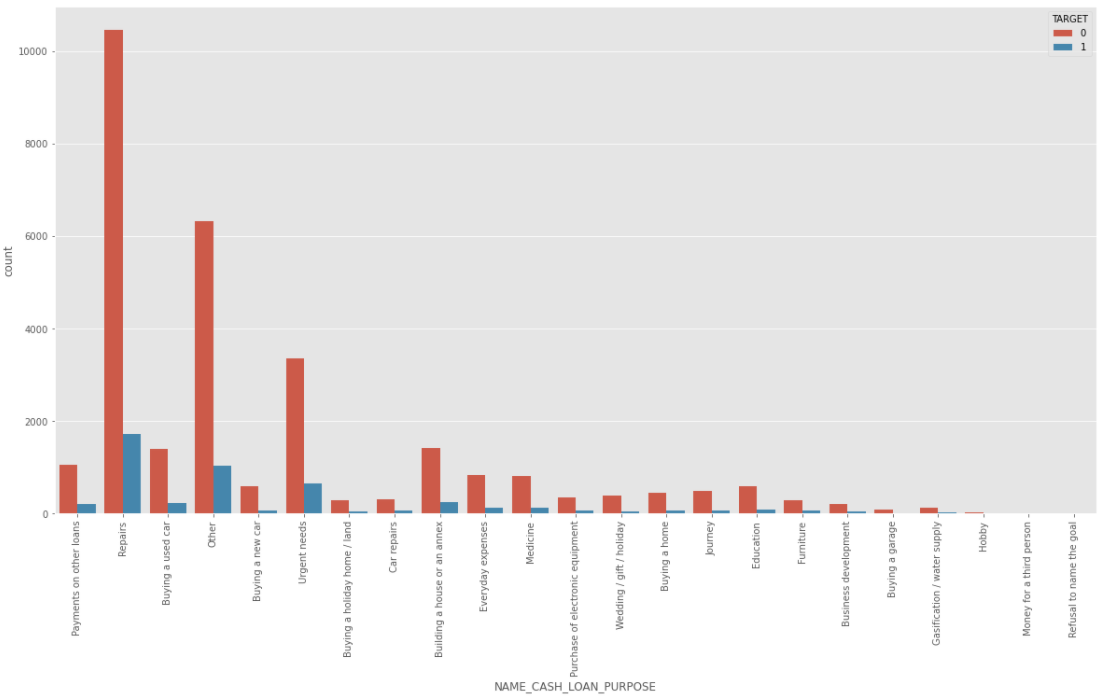 TARGET
0
1
10000
8000
6000
4000
2000
0
count
Payments on other loans
Repairs
Buying a used car
Other
Buying a new car
Urgent needs
Buying a holiday home / land
Car repairs
Building a house or an annex
Everyday expenses
Medicine
Purchase of electronic equipment
Wedding / gift / holiday
Buying a home
Journey
Education
Furniture
Business development
Buying a garage
Gasification / water supply
Hobby
Money for a third person
Refusal to name the goal
NAME_CASH_LOAN_PURPOSE